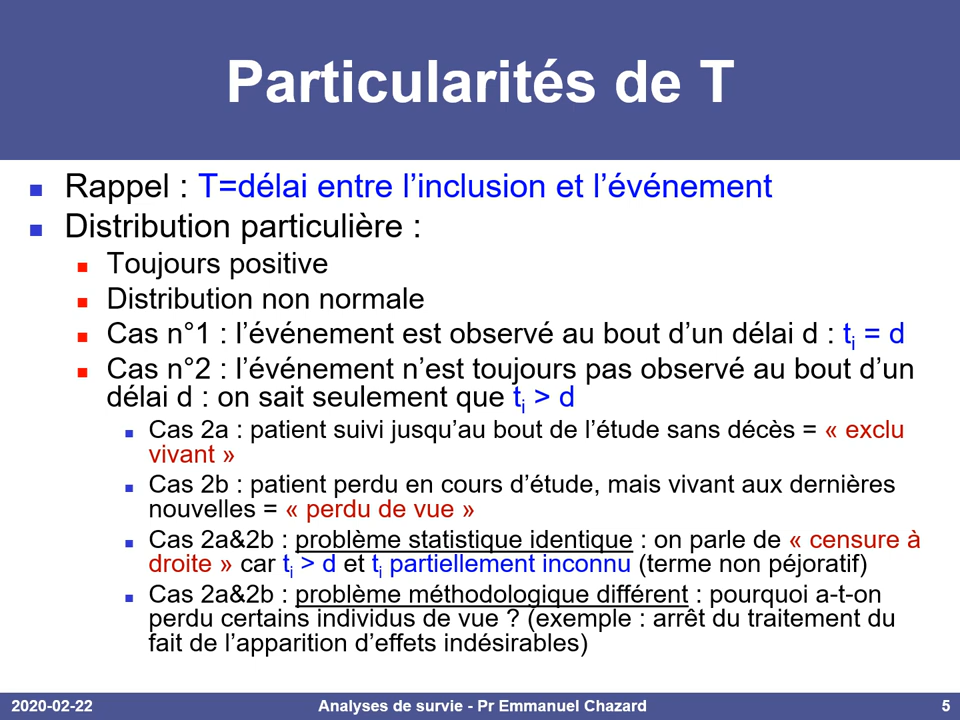 Particularités de T
Rappel : T=délai entre l’inclusion et l’événement
Distribution particulière :
Toujours positive
Distribution non normale
Cas n°1 : l’événement est observé au bout d’un délai d : ti = d
Cas n°2 : l’événement n’est toujours pas observé au bout d’un
délai d : on sait seulement que ti > d
Cas 2a : patient suivi jusqu’au bout de l’étude sans décès = « exclu
vivant »
Cas 2b : patient perdu en cours d’étude, mais vivant aux dernières
nouvelles = « perdu de vue »
Cas 2a&2b : problème statistique identique : on parle de « censure à
droite » car ti > d et ti partiellement inconnu (terme non péjoratif)
Cas 2a&2b : problème méthodologique différent : pourquoi a-t-on
perdu certains individus de vue ? (exemple : arrêt du traitement du
fait de l’apparition d’effets indésirables)
2020-02-22 Analyses de survie - Pr Emmanuel Chazard 5